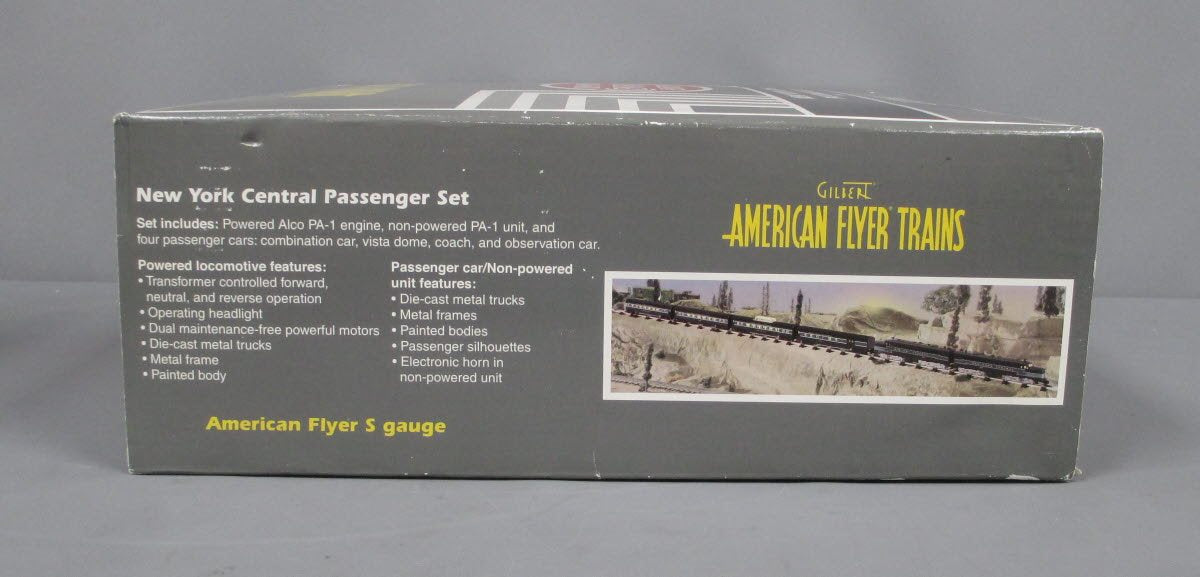 New York Central Passenger Set
Set includes: Powered Alco PA-1 engine, non-powered PA-1 unit, and
four passenger cars: combination car, vista dome, coach, and observation car.
Powered locomotive features:
• Transformer controlled forward,
neutral, and reverse operation
• Operating headlight
• Dual maintenance-free powerful motors
• Die-cast metal trucks
• Metal frame
• Painted body
Passenger car/Non-powered
unit features:
• Die-cast metal trucks
• Metal frames
• Painted bodies
• Passenger silhouettes
• Electronic horn in
non-powered unit
American Flyer S gauge
GILBERT
AMERICAN FLYER TRAINS